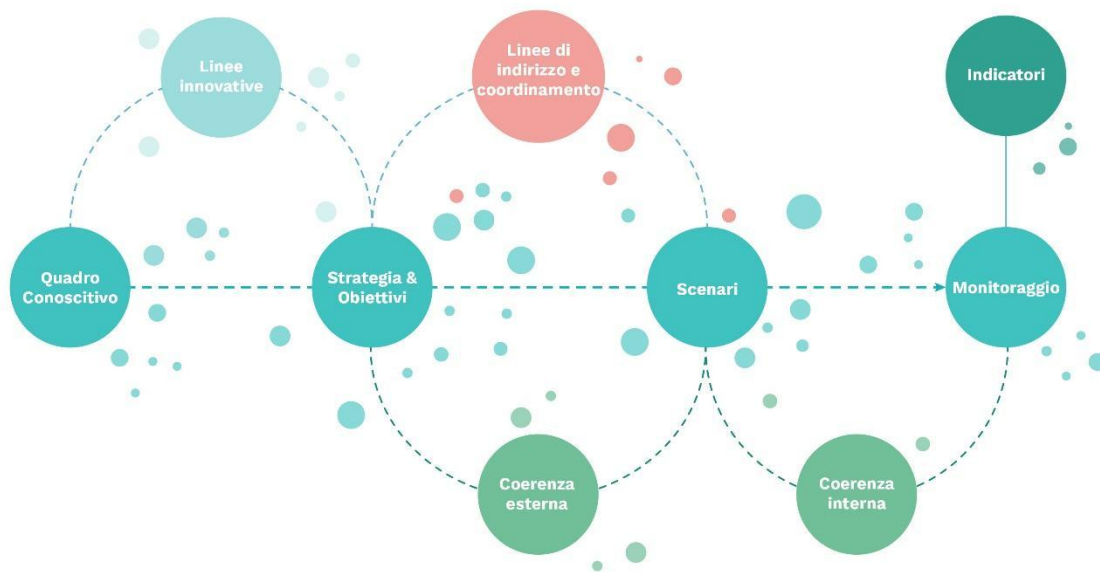 Linee
innovative
Linee di
indirizzo e
coordinamento
Indicatori
Quadro
Conoscitivo
Strategia &
Obiettivi
Scenari
Monitoraggio
Coerenza
esterna
Coerenza
interna